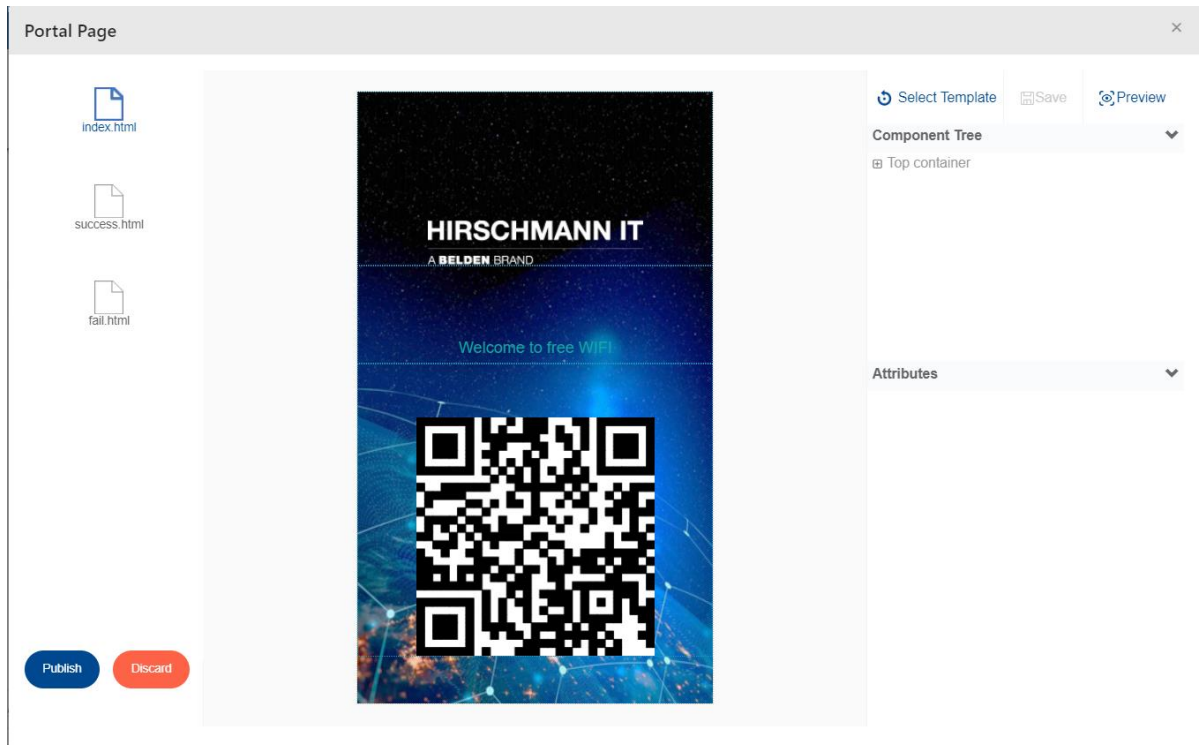 Portal Page
×
index.html
success.html
fail.html
Publish
Discard
HIRSCHMANN IT
A BELDEN BRAND
Welcome to free WIFI
Select Template
Save
Preview
Component Tree
Top container
Attributes